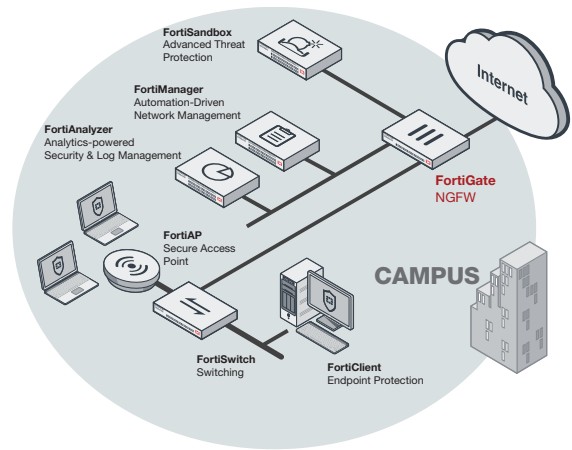 FortiSandbox
Advanced Threat
Protection
FortiManager
Automation-Driven
Network Management
FortiAnalyzer
Analytics-powered
Security & Log Management
Internet
FortiGate
NGFW
FortiAP
Secure Access
Point
CAMPUS
FortiSwitch
Switching
FortiClient
Endpoint Protection